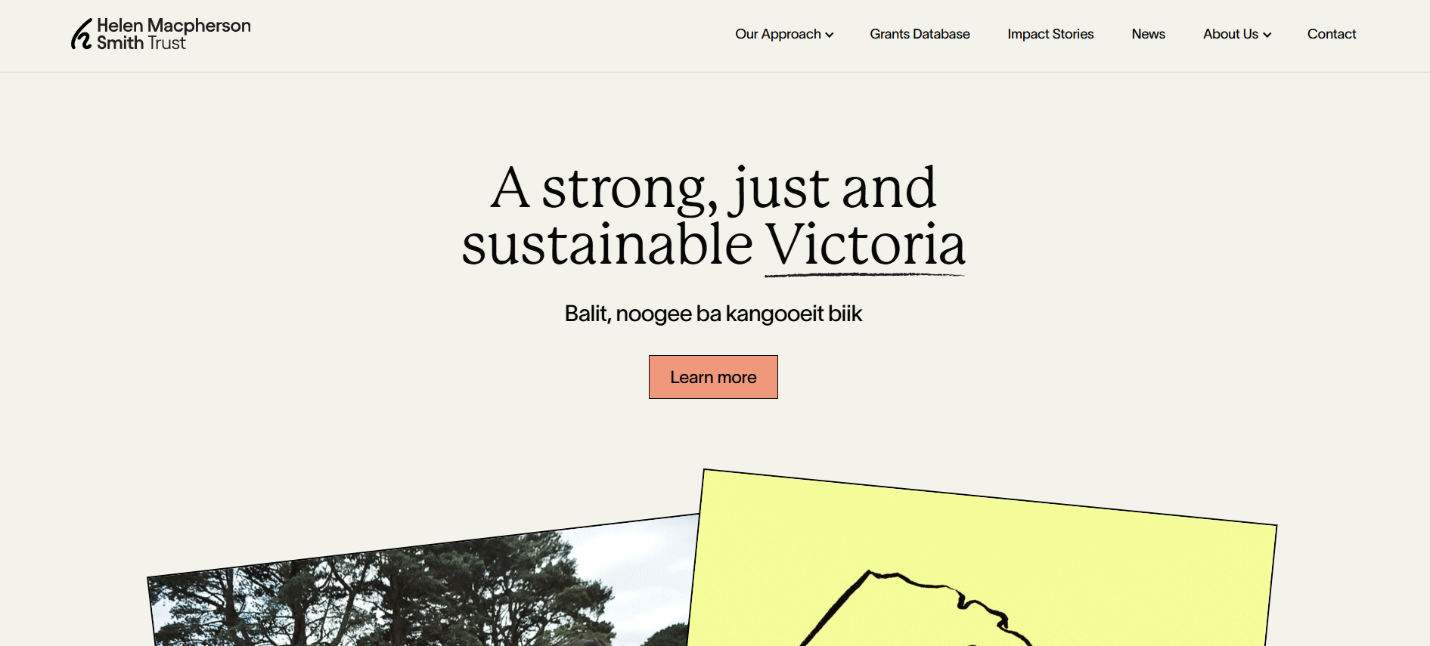 Helen Macpherson
Smith Trust
Our Approach
Grants Database
Impact Stories
News
About Us
Contact
A strong, just and
sustainable Victoria
Balit, noogee ba kangooeit biik
Learn more